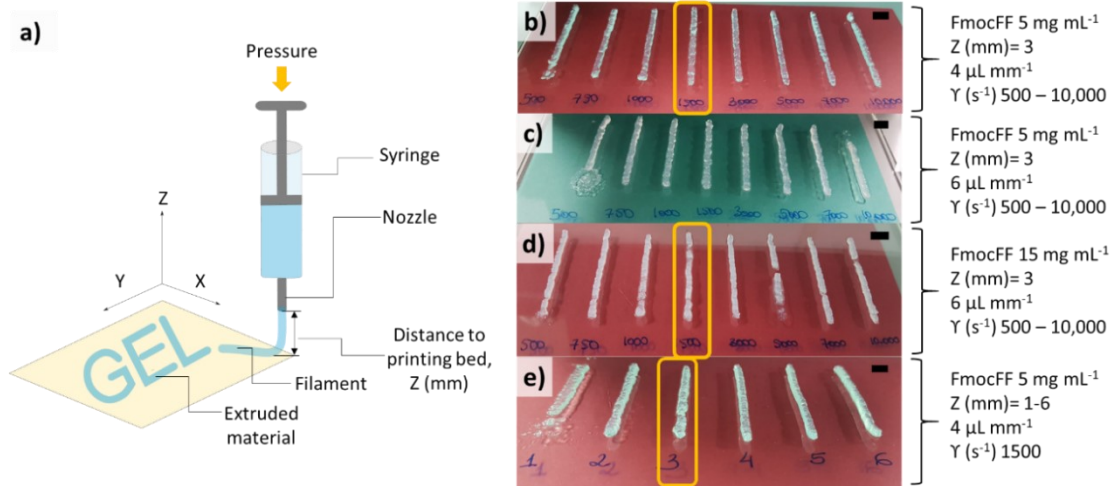 a)
Pressure
Syringe
Nozzle
Z
Y
X
Distance to
printing bed,
Z (mm)
Filament
Extruded
material
GEL
b)
500 750 1000 1500 3000 5000 7000 10,000
FmocFF 5 mg mL⁻¹
Z (mm)= 3
4 µL mm⁻¹
ϒ (s⁻¹) 500 – 10,000
c)
500 750 1000 1500 3000 5000 7000 10,000
FmocFF 5 mg mL⁻¹
Z (mm)= 3
6 µL mm⁻¹
ϒ (s⁻¹) 500 – 10,000
d)
500 750 1000 3000 7000 10,000
FmocFF 15 mg mL⁻¹
Z (mm)= 3
6 µL mm⁻¹
ϒ (s⁻¹) 500 – 10,000
e)
1 2 3 4 5 6
FmocFF 5 mg mL⁻¹
Z (mm)= 1-6
4 µL mm⁻¹
ϒ (s⁻¹) 1500